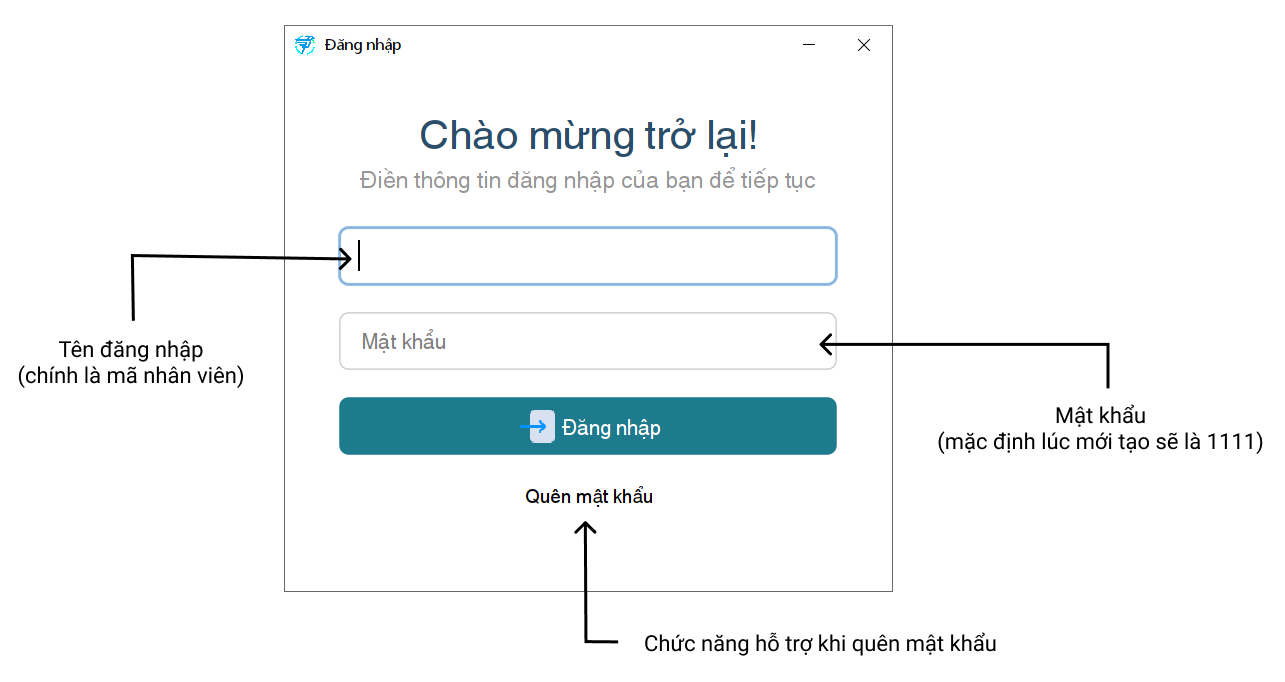 Đăng nhập
Chào mừng trở lại!
Điền thông tin đăng nhập của bạn để tiếp tục
Tên đăng nhập
(chính là mã nhân viên)
Mật khẩu
Đăng nhập
Mật khẩu
(mặc định lúc mới tạo sẽ là 1111)
Quên mật khẩu
Chức năng hỗ trợ khi quên mật khẩu